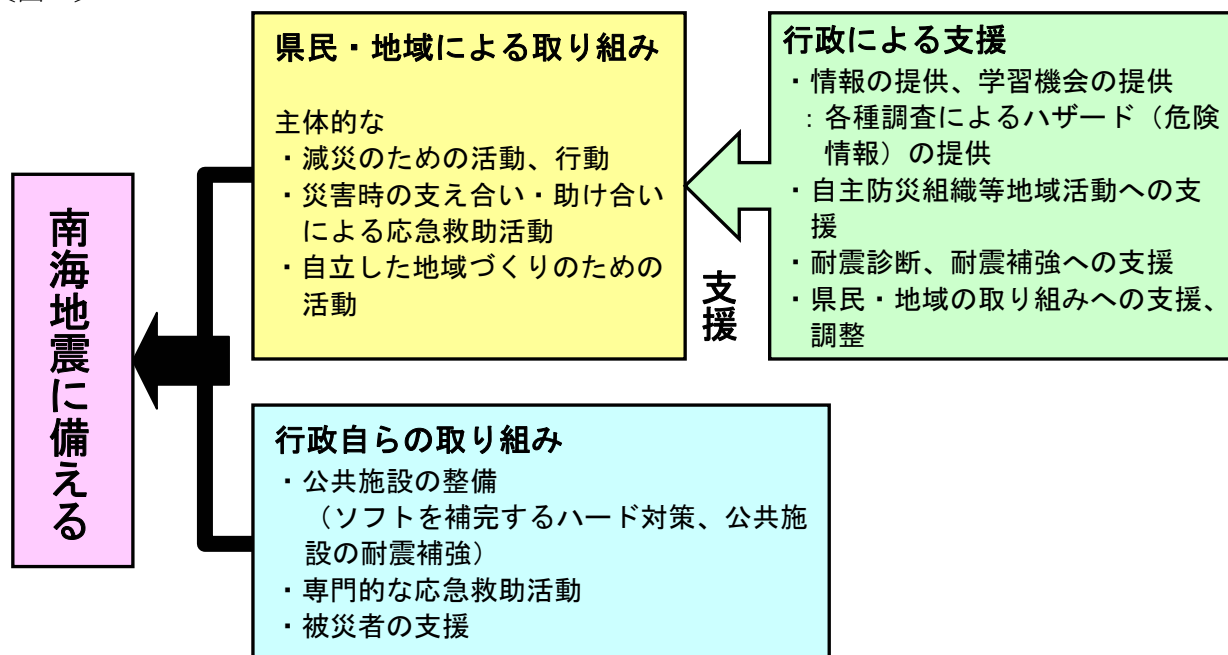 県民・地域による取り組み
主体的な
・減災のための活動、行動
・災害時の支え合い・助け合い
による応急救助活動
・自立した地域づくりのための
活動
行政による支援
・情報の提供、学習機会の提供
：各種調査によるハザード（危険
情報）の提供
・自主防災組織等地域活動への支
援
・耐震診断、耐震補強への支援
・県民・地域の取り組みへの支援、
調整
支援
南海地震に備える
行政自らの取り組み
・公共施設の整備
（ソフトを補完するハード対策、公共施
設の耐震補強）
・専門的な応急救助活動
・被災者の支援